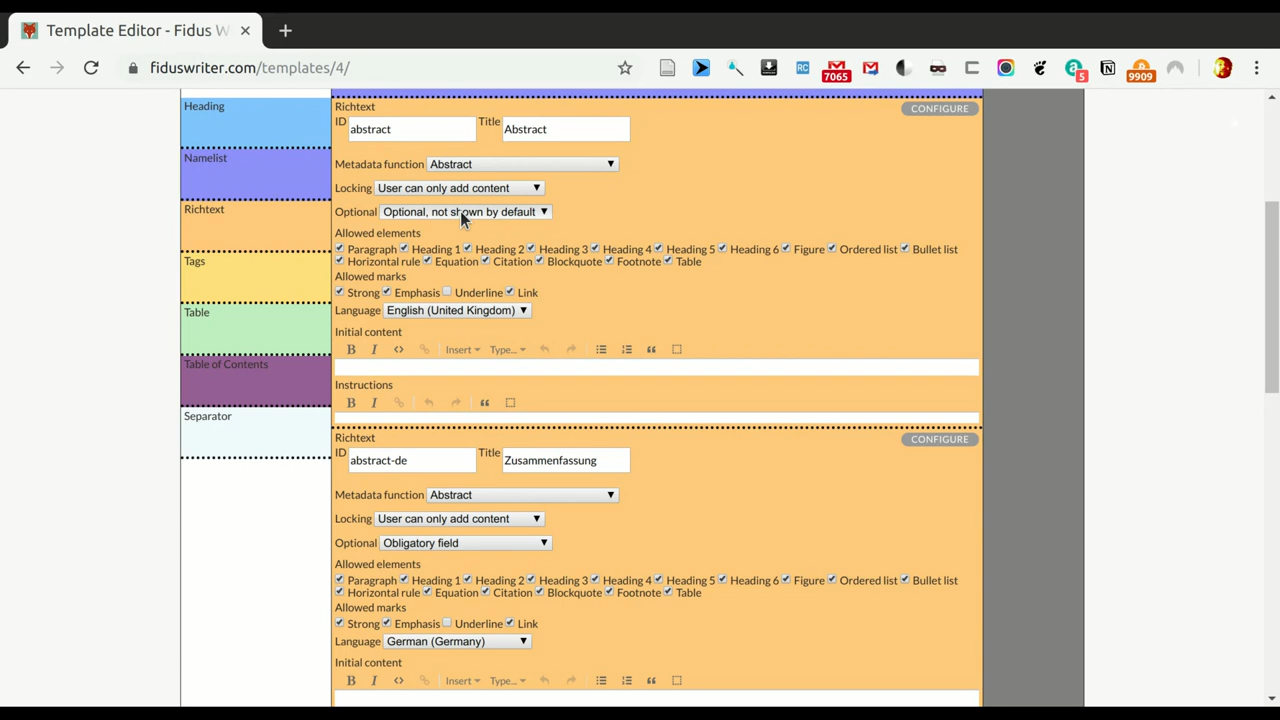 Template Editor - Fidus W
fiduswriter.com/templates/4/
RC
7065
5
9909
Heading
Namelist
Richtext
Tags
Table
Table of Contents
Separator
Richtext
CONFIGURE
ID abstract Title Abstract
Metadata function Abstract
Locking User can only add content
Optional Optional, not shown by default
Allowed elements
Paragraph Heading 1 Heading 2 Heading 3 Heading 4 Heading 5 Heading 6 Figure Ordered list Bullet list
Horizontal rule Equation Citation Blockquote Footnote Table
Allowed marks
Strong Emphasis Underline Link
Language English (United Kingdom)
Initial content
B I <> Insert Type...
Instructions
B I
Richtext
CONFIGURE
ID abstract-de Title Zusammenfassung
Metadata function Abstract
Locking User can only add content
Optional Obligatory field
Allowed elements
Paragraph Heading 1 Heading 2 Heading 3 Heading 4 Heading 5 Heading 6 Figure Ordered list Bullet list
Horizontal rule Equation Citation Blockquote Footnote Table
Allowed marks
Strong Emphasis Underline Link
Language German (Germany)
Initial content
B I <> Insert Type...